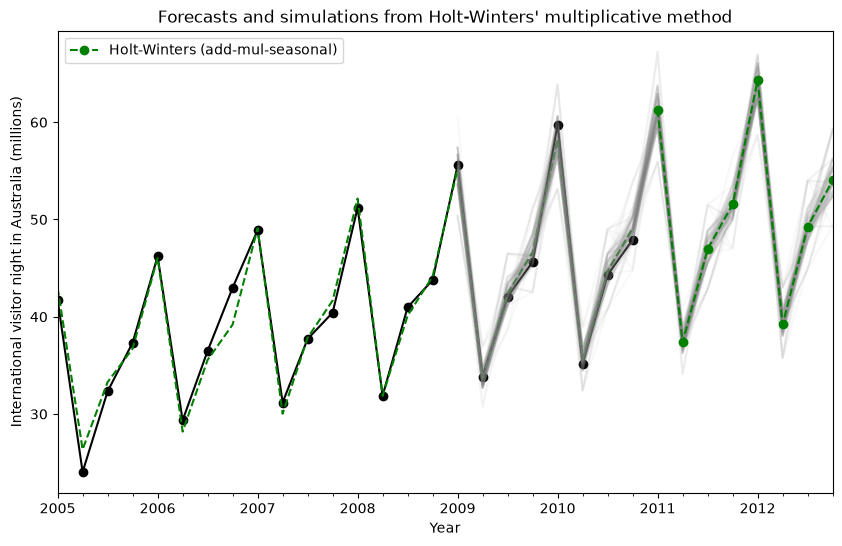 Forecasts and simulations from Holt-Winters' multiplicative method
Holt-Winters (add-mul-seasonal)
International visitor night in Australia (millions)
60
50
40
30
2005 2006 2007 2008 2009 2010 2011 2012
Year